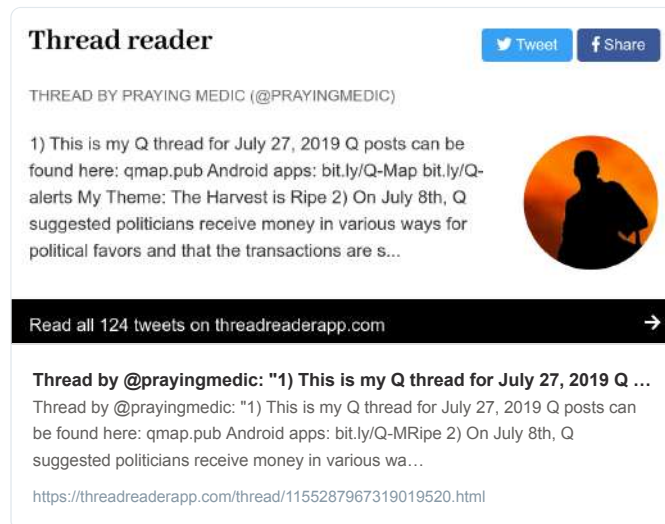 Thread reader
Tweet
Share
THREAD BY PRAYING MEDIC (@PRAYINGMEDIC)
1) This is my Q thread for July 27, 2019 Q posts can be
found here: qmap.pub Android apps: bit.ly/Q-Map bit.ly/Q-
alerts My Theme: The Harvest is Ripe 2) On July 8th, Q
suggested politicians receive money in various ways for
political favors and that the transactions are s...
Read all 124 tweets on threadreaderapp.com
Thread by @prayingmedic: "1) This is my Q thread for July 27, 2019 Q …
Thread by @prayingmedic: "1) This is my Q thread for July 27, 2019 Q posts can
be found here: qmap.pub Android apps: bit.ly/Q-MRipe 2) On July 8th, Q
suggested politicians receive money in various wa…
https://threadreaderapp.com/thread/1155287967319019520.html